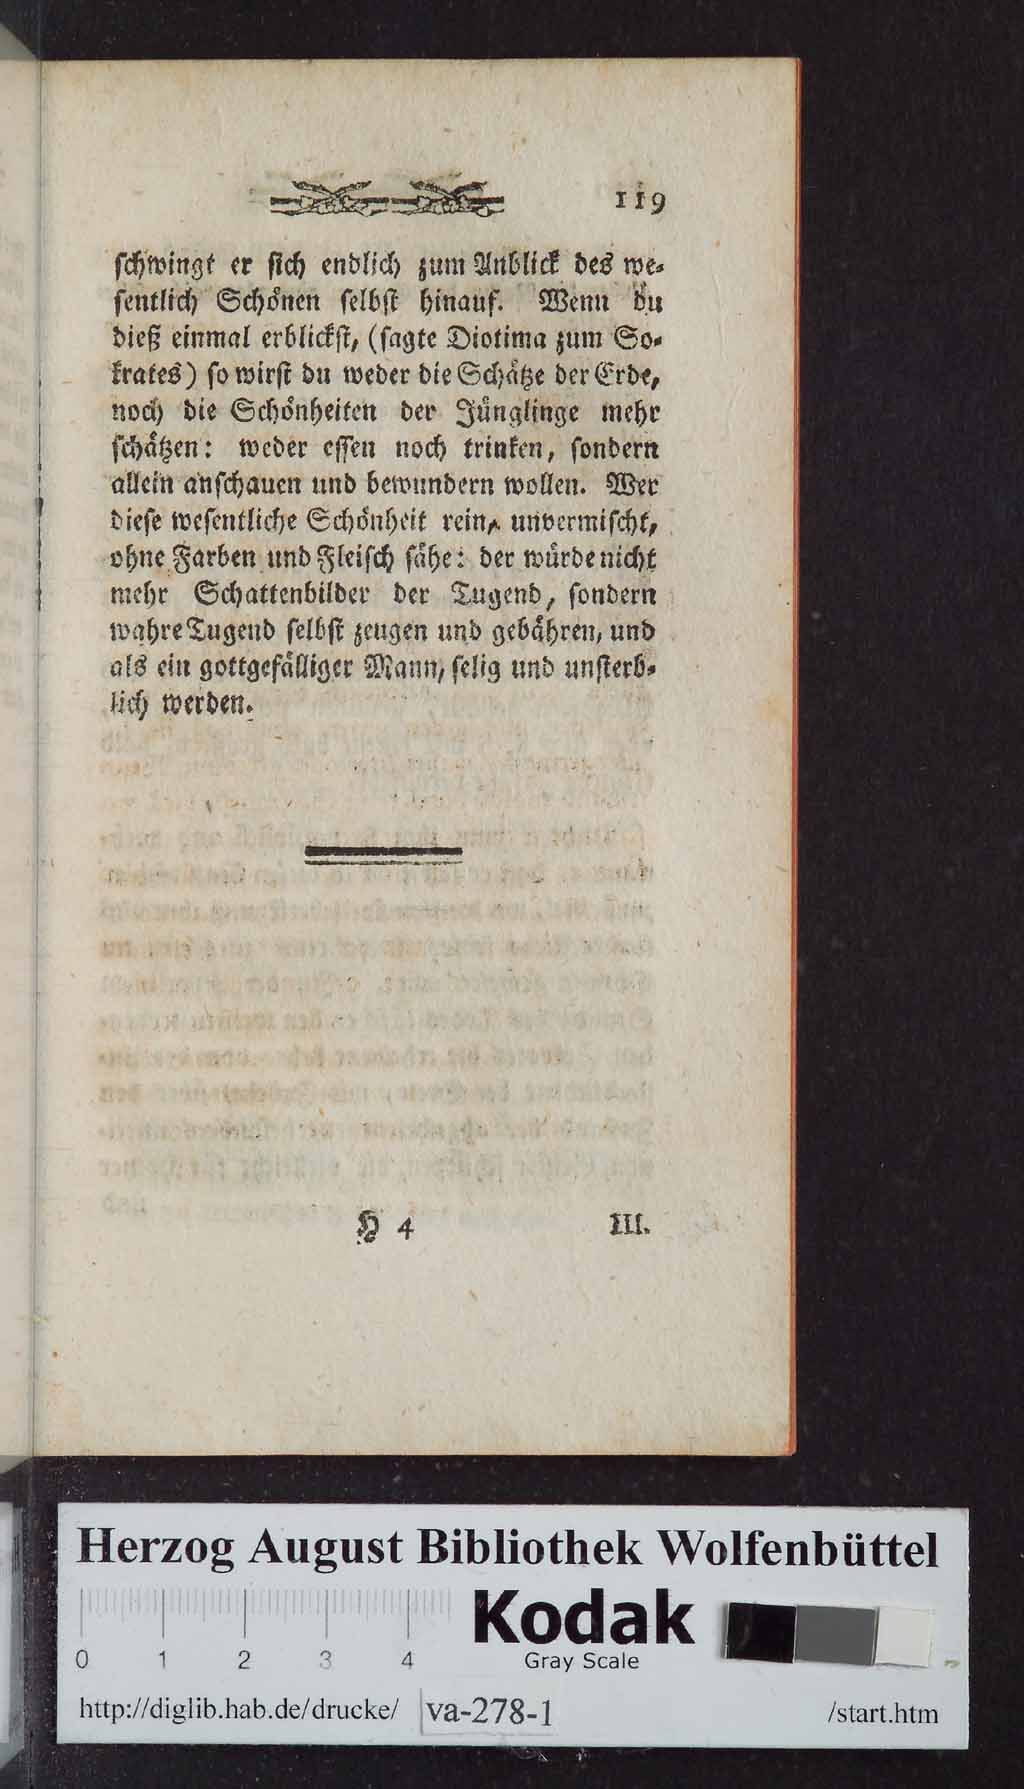 119
schwingt er sich endlich zum Anblick des we-
sentlich Schönen selbst hinauf. Wenn du
dieß einmal erblickst, (sagte Diotima zum So-
krates) so wirst du weder die Schätze der Erde,
noch die Schönheiten der Jünglinge mehr
schätzen: weder essen noch trinken, sondern
allein anschauen und bewundern wollen. Wer
diese wesentliche Schönheit rein, unvermischt,
ohne Farben und Fleisch sähe: der würde nicht
mehr Schattenbilder der Tugend, sondern
wahre Tugend selbst zeugen und gebähren, und
als ein gottgefälliger Mann, selig und unsterb-
lich werden.
H 4 III.
Herzog August Bibliothek Wolfenbüttel
Kodak
0 1 2 3 4 Gray Scale
http://diglib.hab.de/drucke/ va-278-1 /start.htm